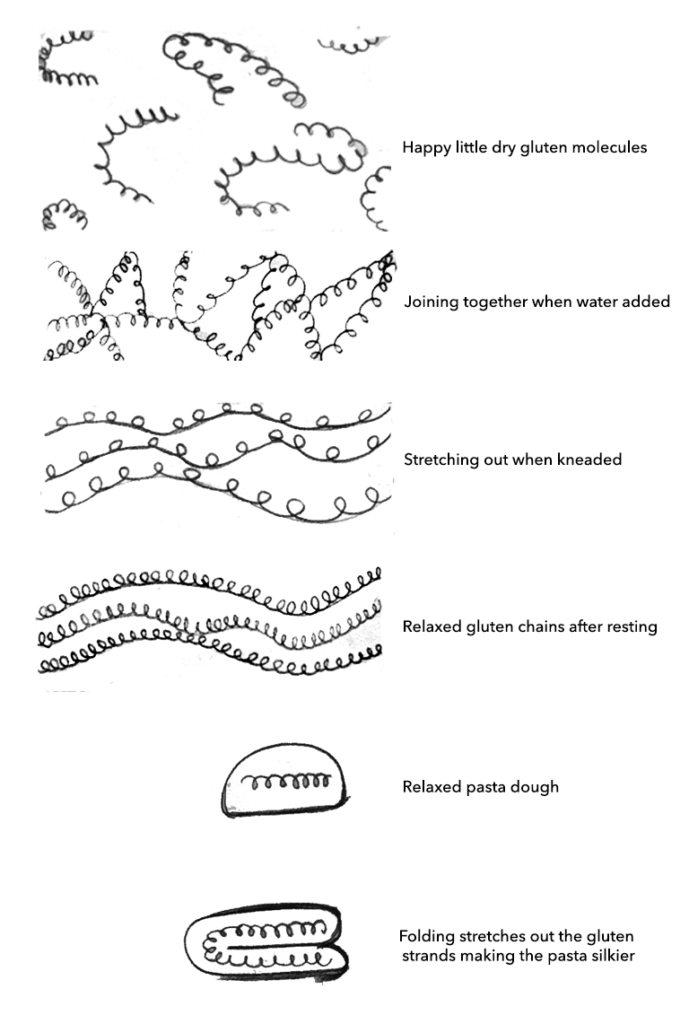 Happy little dry gluten molecules
Joining together when water added
Stretching out when kneaded
Relaxed gluten chains after resting
Relaxed pasta dough
Folding stretches out the gluten
strands making the pasta silkier